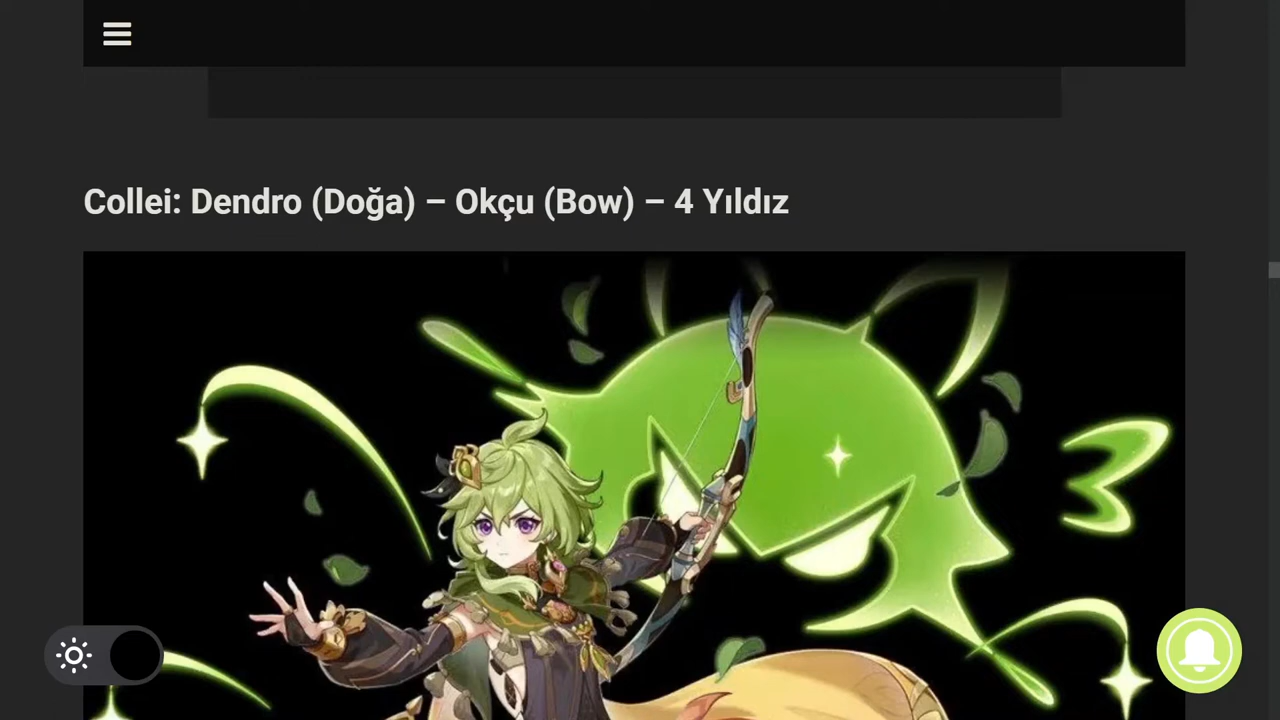 Collei: Dendro (Doğa) – Okçu (Bow) – 4 Yıldız